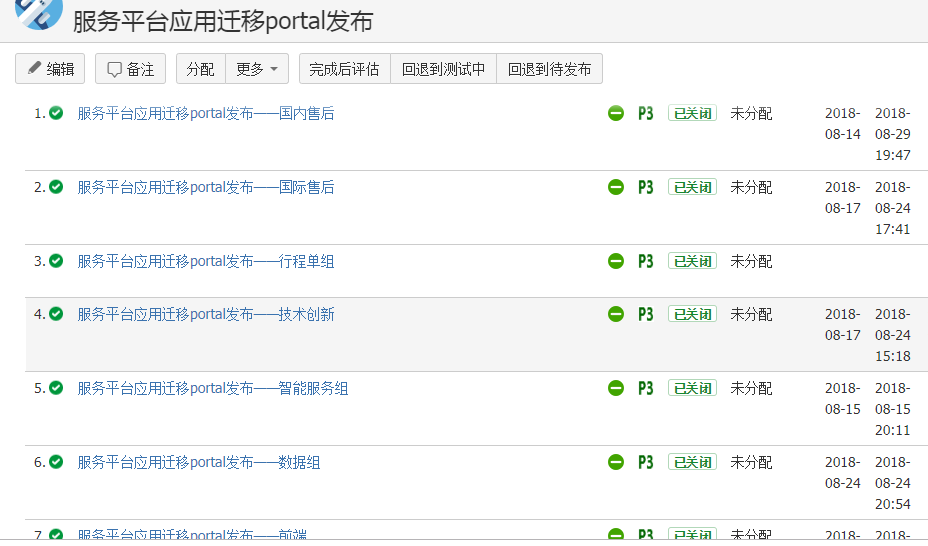 服务平台应用迁移portal发布
编辑 备注 分配 更多 完成后评估 回退到测试中 回退到待发布
1. 服务平台应用迁移portal发布——国内售后 P3 已关闭 未分配 2018- 2018-
08-14 08-29
19:47
2. 服务平台应用迁移portal发布——国际售后 P3 已关闭 未分配 2018- 2018-
08-17 08-24
17:41
3. 服务平台应用迁移portal发布——行程单组 P3 已关闭 未分配
4. 服务平台应用迁移portal发布——技术创新 P3 已关闭 未分配 2018- 2018-
08-17 08-24
15:18
5. 服务平台应用迁移portal发布——智能服务组 P3 已关闭 未分配 2018- 2018-
08-15 08-15
20:11
6. 服务平台应用迁移portal发布——数据组 P3 已关闭 未分配 2018- 2018-
08-24 08-24
20:54
7. 服务平台应用迁移portal发布——前端 P3 已关闭 未分配 2018- 2018-